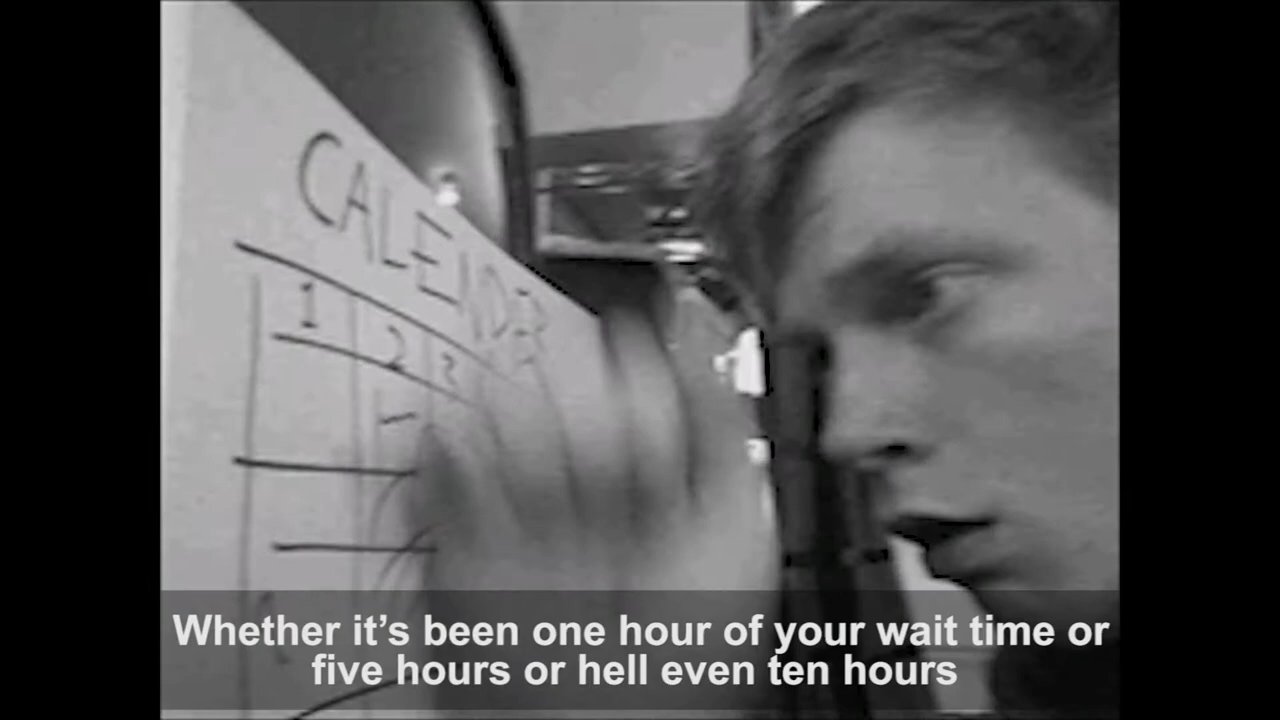 CALENDER
1 2 3
Whether it’s been one hour of your wait time or
five hours or hell even ten hours